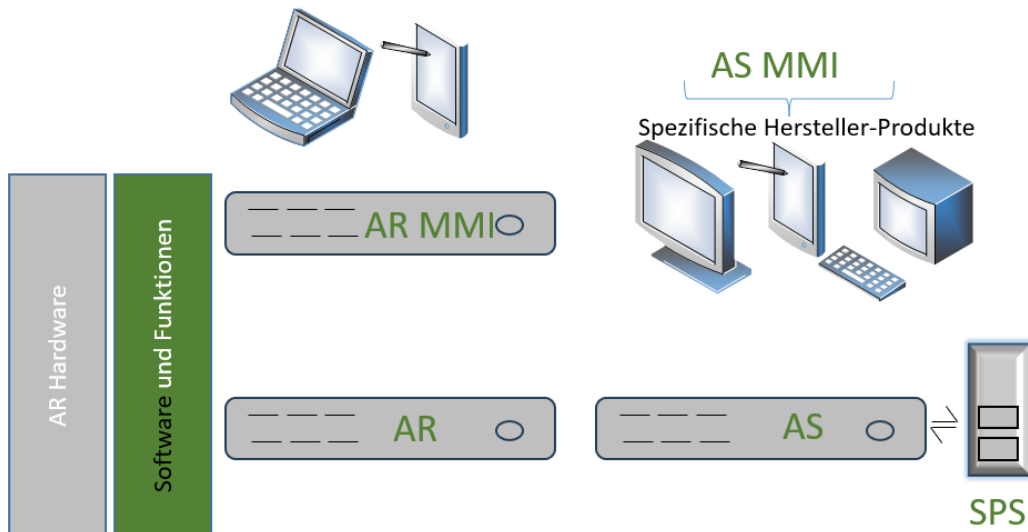 AS MMI
Spezifische Hersteller-Produkte
AR Hardware
Software und Funktionen
AR MMI
AR
AS
SPS